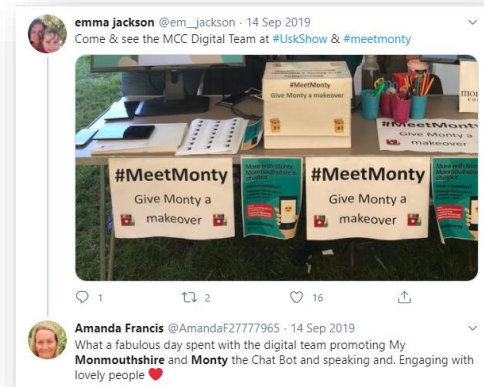 emma jackson @em__jackson · 14 Sep 2019
Come & see the MCC Digital Team at #UskShow & #meetmonty
#MeetMonty
Give Monty a makeover
#MeetMonty
Give Monty a
makeover
#MeetMonty
Give Monty a
makeover
#MeetMonty
Give Monty a
makeover
1
2
16
Amanda Francis @AmandaF27777965 · 14 Sep 2019
What a fabulous day spent with the digital team promoting My
Monmouthshire and Monty the Chat Bot and speaking and. Engaging with
lovely people ❤️